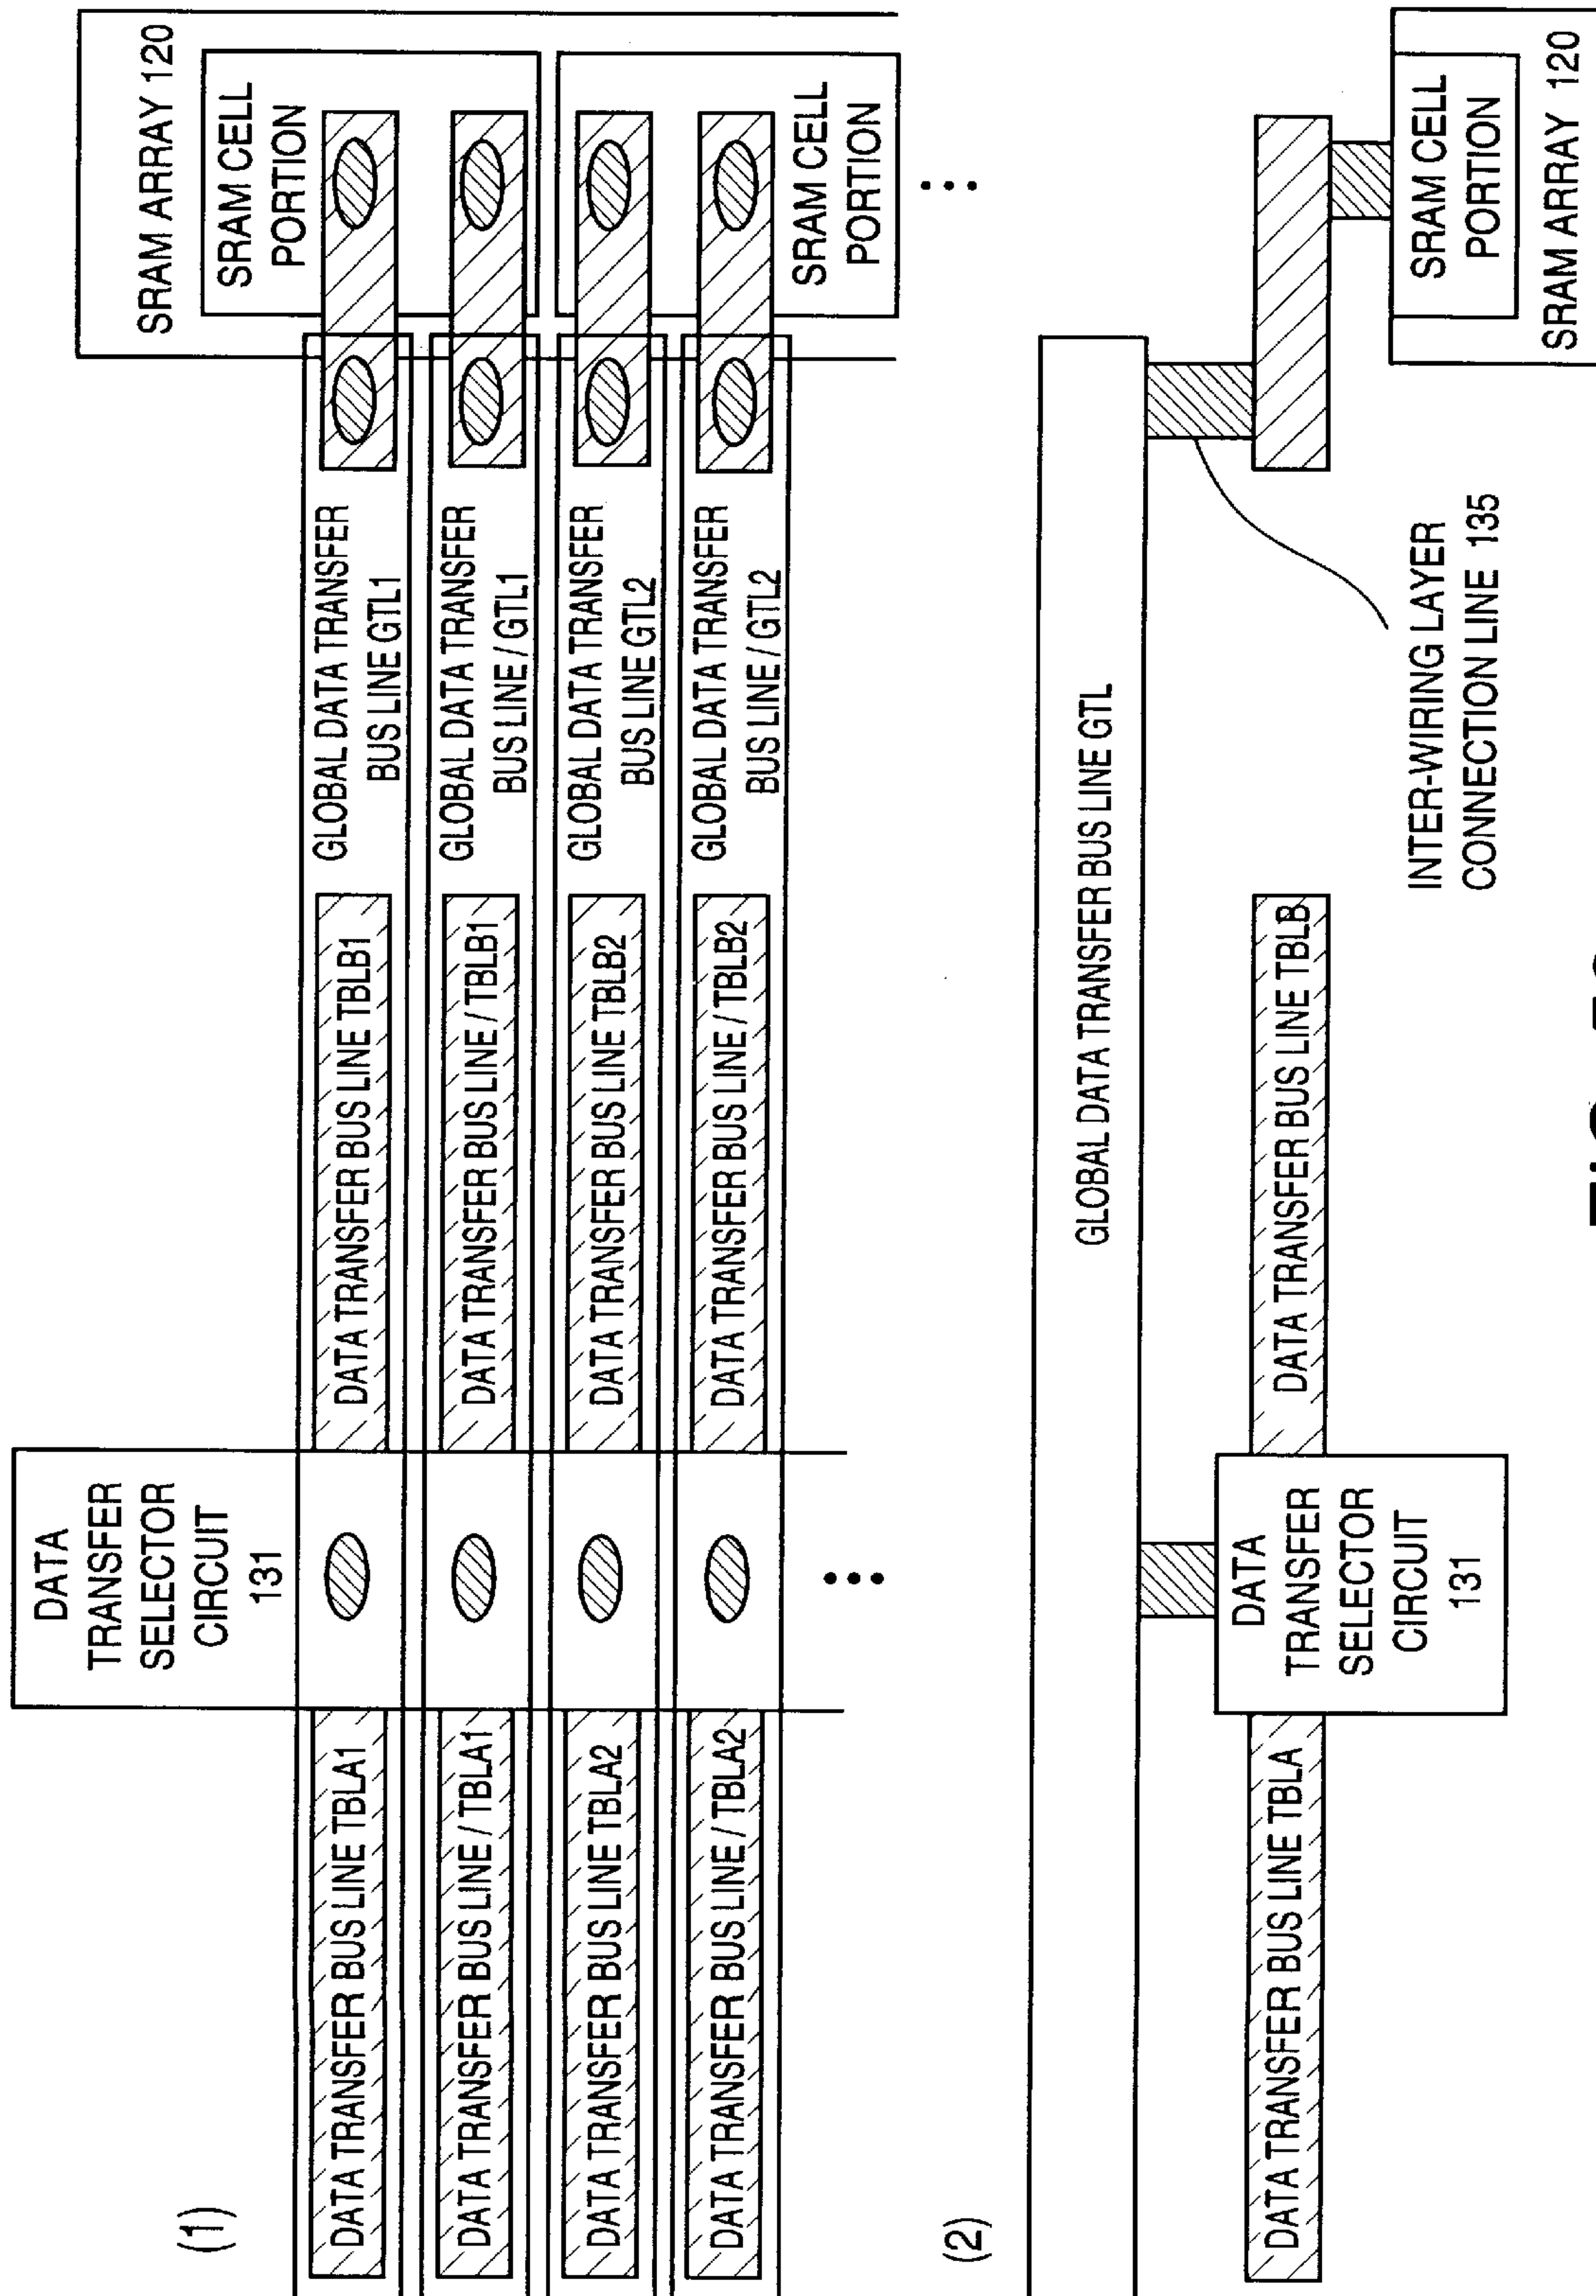 (1)
DATA
TRANSFER
SELECTOR
CIRCUIT
131
SRAM ARRAY 120
SRAM CELL
PORTION
DATA TRANSFER BUS LINE TBLA1
DATA TRANSFER BUS LINE TBLB1
GLOBAL DATA TRANSFER
BUS LINE GTL1
DATA TRANSFER BUS LINE / TBLA1
DATA TRANSFER BUS LINE / TBLB1
GLOBAL DATA TRANSFER
BUS LINE / GTL1
DATA TRANSFER BUS LINE TBLA2
DATA TRANSFER BUS LINE TBLB2
GLOBAL DATA TRANSFER
BUS LINE GTL2
DATA TRANSFER BUS LINE / TBLA2
DATA TRANSFER BUS LINE / TBLB2
GLOBAL DATA TRANSFER
BUS LINE / GTL2
SRAM CELL
PORTION
(2)
GLOBAL DATA TRANSFER BUS LINE GTL
DATA TRANSFER BUS LINE TBLA
DATA
TRANSFER
SELECTOR
CIRCUIT
131
DATA TRANSFER BUS LINE TBLB
INTER-WIRING LAYER
CONNECTION LINE 135
SRAM CELL
PORTION
SRAM ARRAY 120